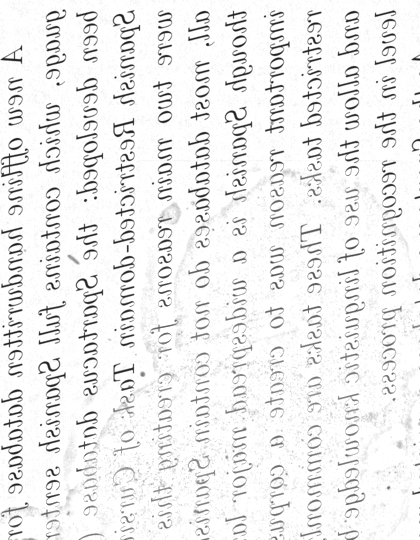 A new offline handwritten database for
guage, which contains full Spanish senten
been developed: the Spartacus database (
Spanish Restricted-domain Task of Cursi
were two main reasons for creating this
all, most databases do not contain Spanis
though Spanish is a widespread major la
important reason was to create a corpus
restricted tasks. These tasks are commonly
and allow the use of linguistic knowledge
level in the recognition process.